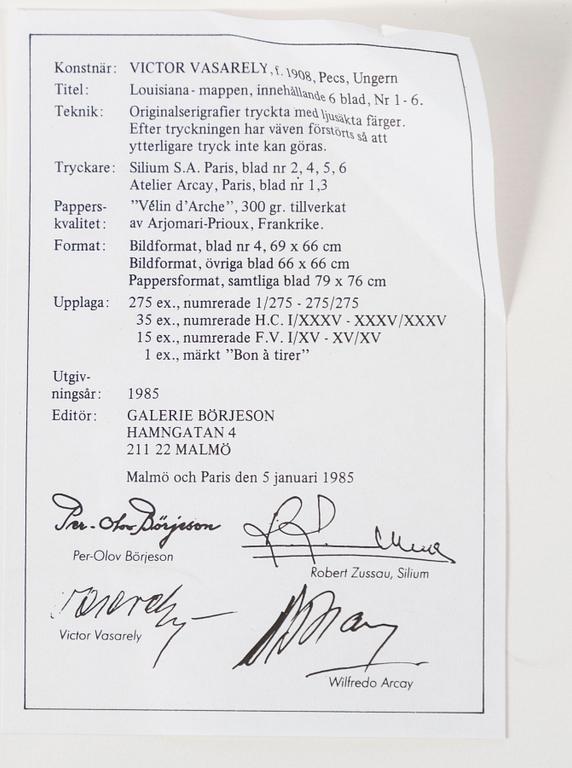 Konstnär: VICTOR VASARELY, f. 1908, Pecs, Ungern
Titel: Louisiana-mappen, innehållande 6 blad, Nr 1-6.
Teknik: Originalserigrafier tryckta med ljusäkta färger.
Efter tryckningen har väven förstörts så att
ytterligare tryck inte kan göras.
Tryckare: Silium S.A. Paris, blad nr 2, 4, 5, 6
Atelier Arcay, Paris, blad nr 1,3
Pappers- "Vélin d'Arche", 300 gr. tillverkat
kvalitet: av Arjomari-Prioux, Frankrike.
Format: Bildformat, blad nr 4, 69 x 66 cm
Bildformat, övriga blad 66 x 66 cm
Pappersformat, samtliga blad 79 x 76 cm
Upplaga: 275 ex., numrerade 1/275 - 275/275
35 ex., numrerade H.C. I/XXXV - XXXV/XXXV
15 ex., numrerade F.V. I/XV - XV/XV
1 ex., märkt "Bon à tirer"
Utgiv-
ningsår: 1985
Editör: GALERIE BÖRJESON
HAMNGATAN 4
211 22 MALMÖ
Malmö och Paris den 5 januari 1985
Per-Olov Börjeson
Per-Olov Börjeson
Robert Zussau, Silium
Vasarely
Victor Vasarely
Arcay
Wilfredo Arcay